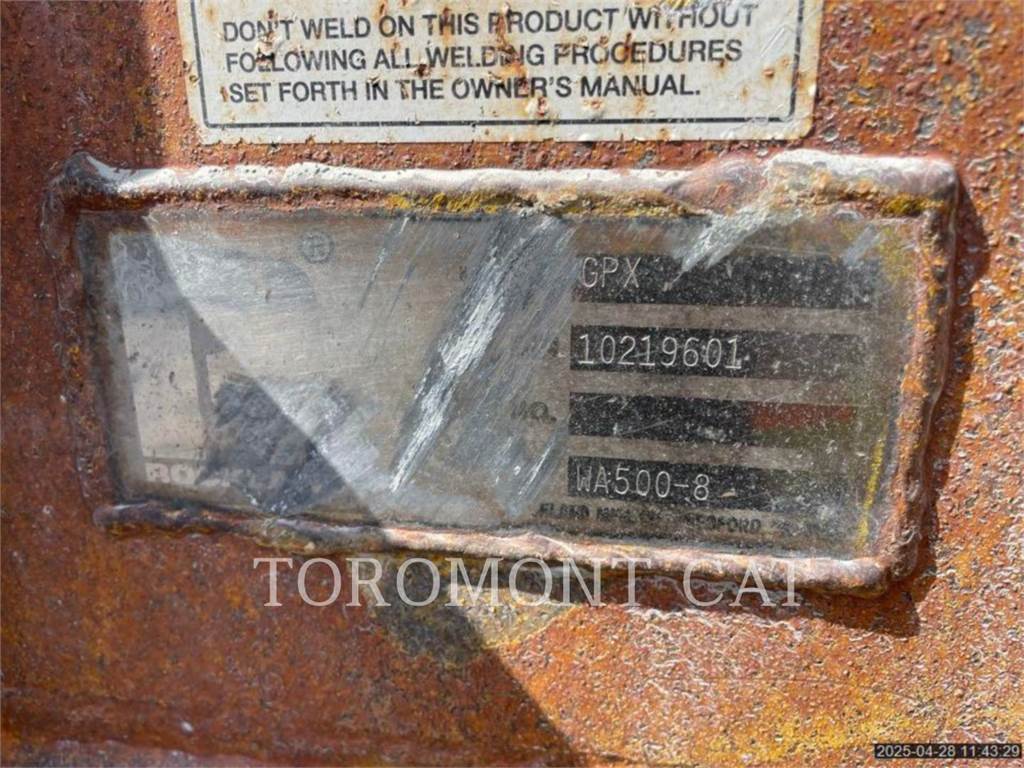 DON'T WELD ON THIS PRODUCT WITHOUT
FOLLOWING ALL WELDING PROCEDURES
SET FORTH IN THE OWNER'S MANUAL.
®
GPX
10219601
NO.
WA500-8
TOROMONT CAT
2025-04-28 11:43:29